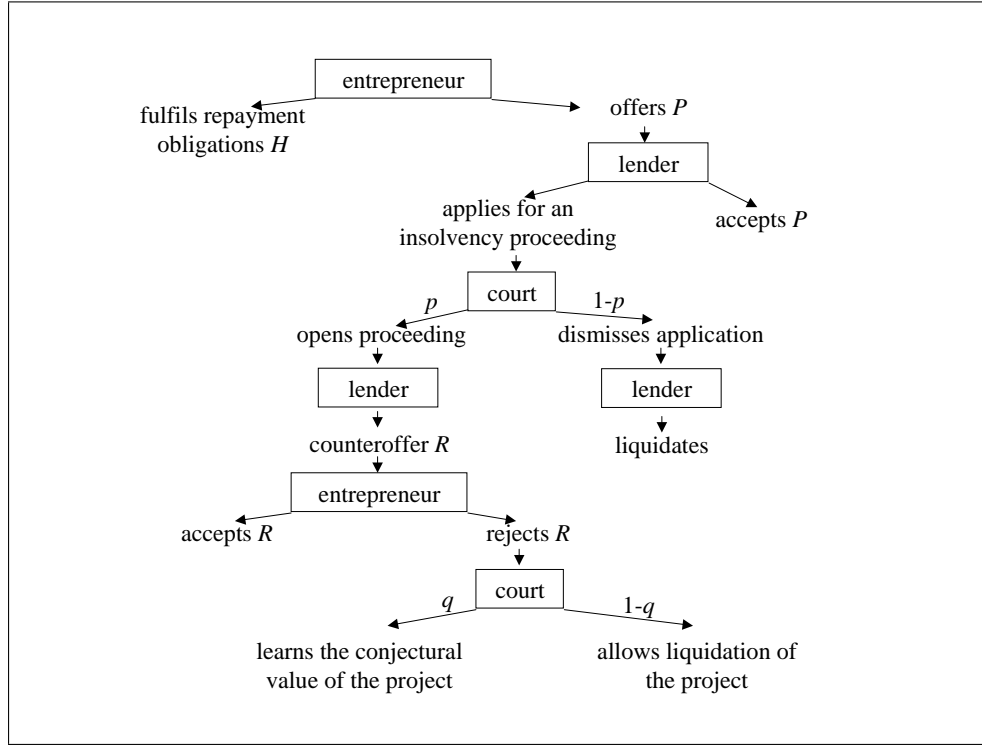 entrepreneur
fulfils repayment
obligations H
offers P
lender
applies for an
insolvency proceeding
accepts P
court
p
1-p
opens proceeding
dismisses application
lender
lender
counteroffer R
liquidates
entrepreneur
accepts R
rejects R
court
q
1-q
learns the conjectural
value of the project
allows liquidation of
the project